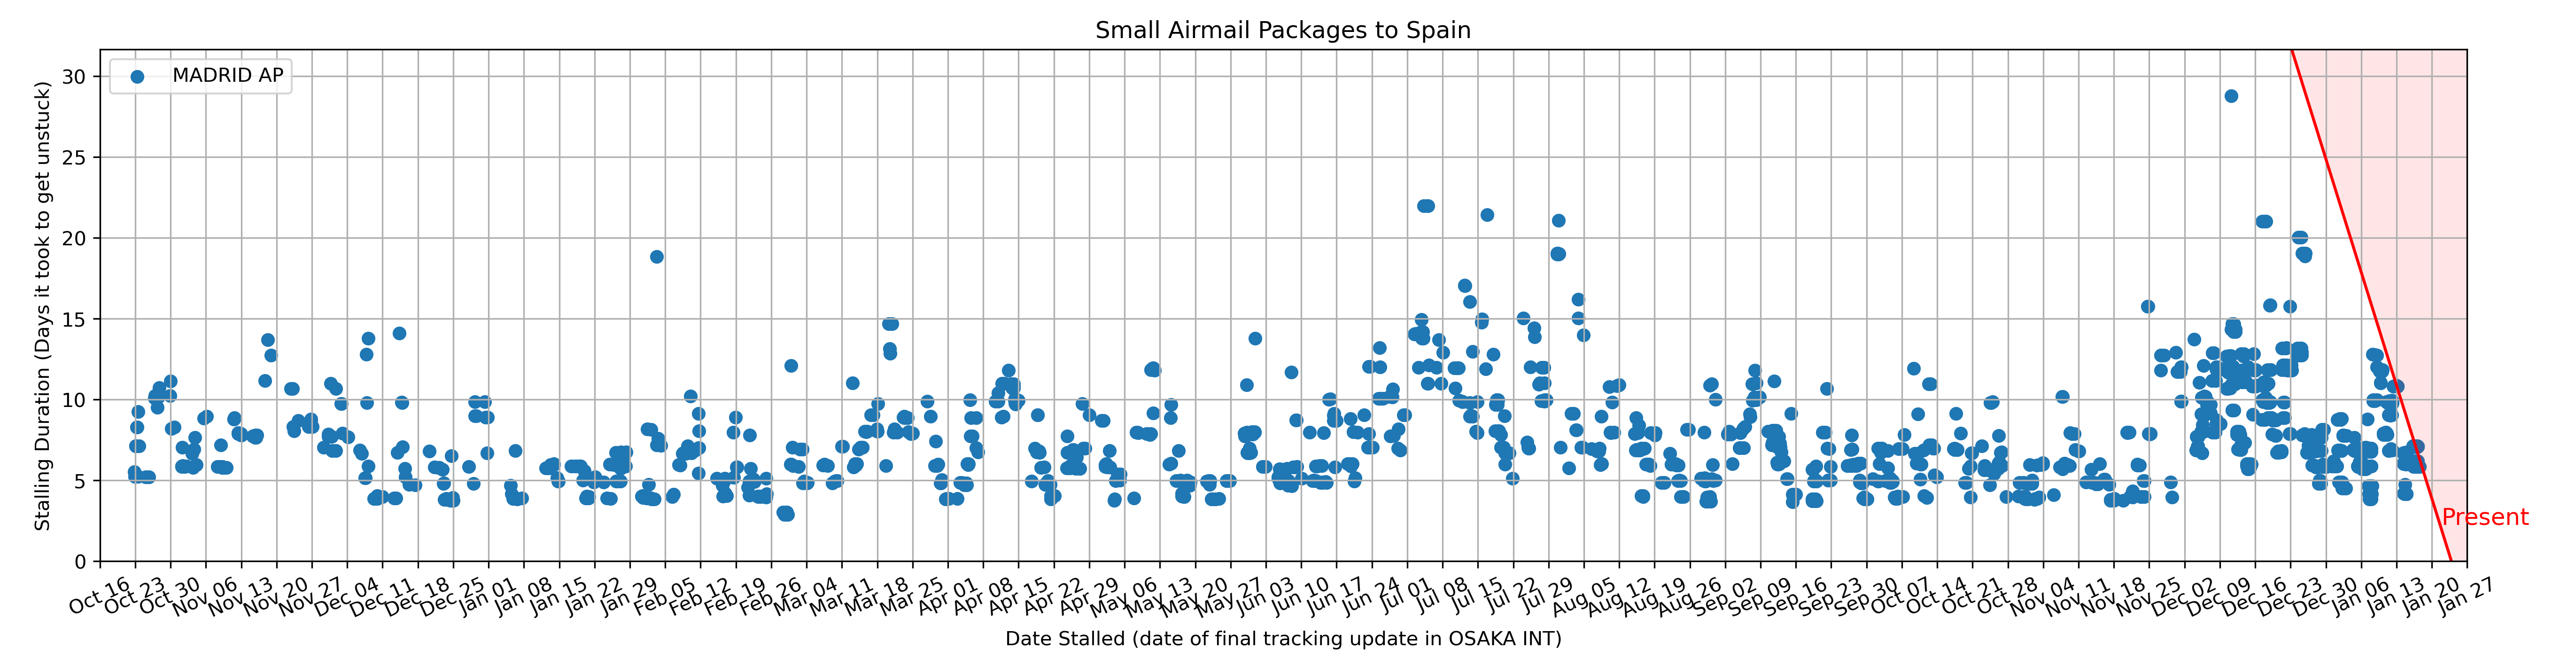 Small Airmail Packages to Spain
MADRID AP
Stalling Duration (Days it took to get unstuck)
30
25
20
15
10
5
0
Present
Oct 16
Oct 23
Oct 30
Nov 06
Nov 13
Nov 20
Nov 27
Dec 04
Dec 11
Dec 18
Dec 25
Jan 01
Jan 08
Jan 15
Jan 22
Jan 29
Feb 05
Feb 12
Feb 19
Feb 26
Mar 04
Mar 11
Mar 18
Mar 25
Apr 01
Apr 08
Apr 15
Apr 22
Apr 29
May 06
May 13
May 20
May 27
Jun 03
Jun 10
Jun 17
Jun 24
Jul 01
Jul 08
Jul 15
Jul 22
Jul 29
Aug 05
Aug 12
Aug 19
Aug 26
Sep 02
Sep 09
Sep 16
Sep 23
Sep 30
Oct 07
Oct 14
Oct 21
Oct 28
Nov 04
Nov 11
Nov 18
Nov 25
Dec 02
Dec 09
Dec 16
Dec 23
Dec 30
Jan 06
Jan 13
Jan 20
Jan 27
Date Stalled (date of final tracking update in OSAKA INT)